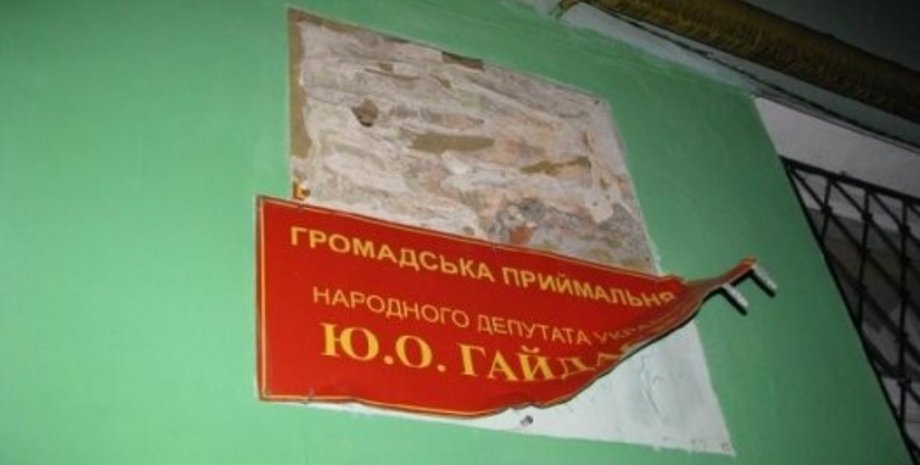 ГРОМАДСЬКА ПРИЙМАЛЬНЯ
НАРОДНОГО ДЕПУТАТА
Ю.О.